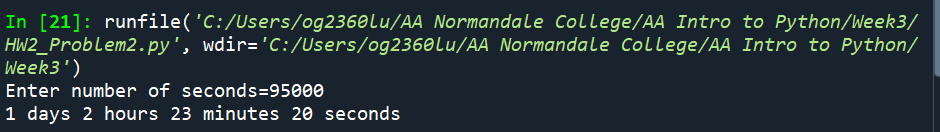 In [21]: runfile('C:/Users/og2360lu/AA Normandale College/AA Intro to Python/Week3/
HW2_Problem2.py', wdir='C:/Users/og2360lu/AA Normandale College/AA Intro to Python/
Week3')
Enter number of seconds=95000
1 days 2 hours 23 minutes 20 seconds